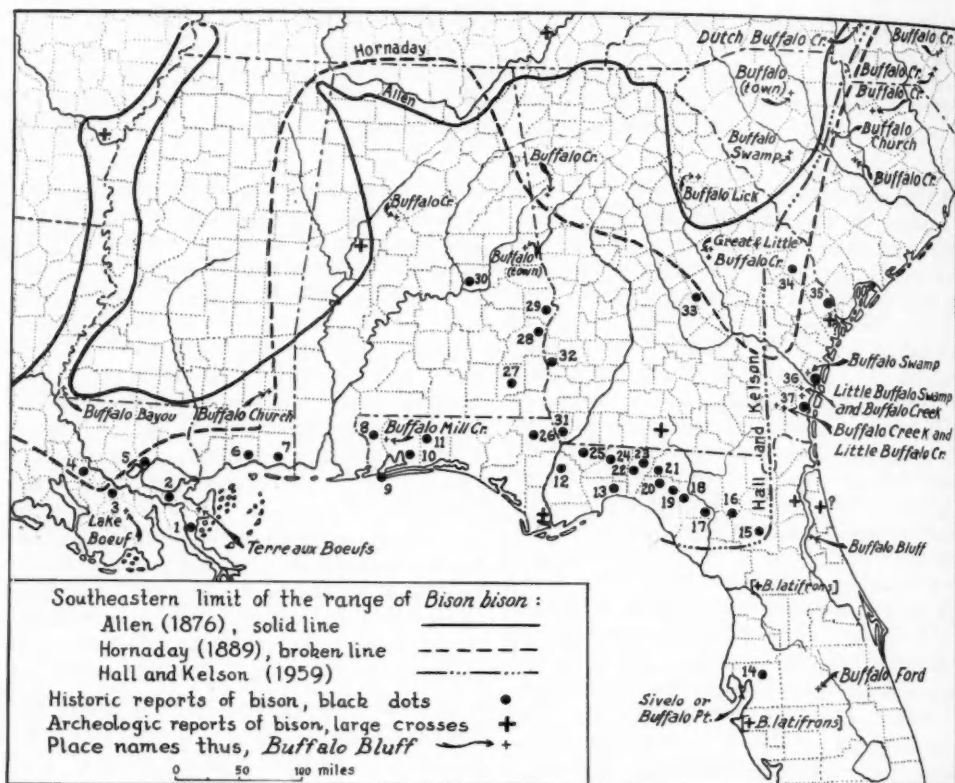 Hornaday
Allen
Dutch Buffalo Cr.
Buffalo Cr.
Buffalo (town)
Buffalo Cr.
Buffalo (town)
Buffalo Cr.
Buffalo Church
Buffalo Swamp
Buffalo Cr.
Buffalo Lick
Buffalo Cr.
Buffalo Cr.
Great & Little
Buffalo Cr.
Buffalo
(town)
30
34
35
33
29
28
32
27
36
Buffalo Swamp
Little Buffalo Swamp
and Buffalo Creek
37
Buffalo Creek and
Little Buffalo Cr.
Buffalo Bayou
Buffalo Church
Hall and Kelson
8
Buffalo Mill Cr.
11
10
9
26
31
7
6
5
4
3
2
1
Lake
Boeuf
Terre aux Boeufs
12
13
25
24
23
22
21
20
19
18
17
16
15
?
Buffalo Bluff
[+B. latifrons]
14
Buffalo Ford
Sivelo or
Buffalo Pt.
[+B. latifrons]
Southeastern limit of the range of Bison bison :
Allen (1876), solid line
Hornaday (1889), broken line
Hall and Kelson (1959)
Historic reports of bison, black dots
Archeologic reports of bison, large crosses
Place names thus, Buffalo Bluff
0 50 100 miles